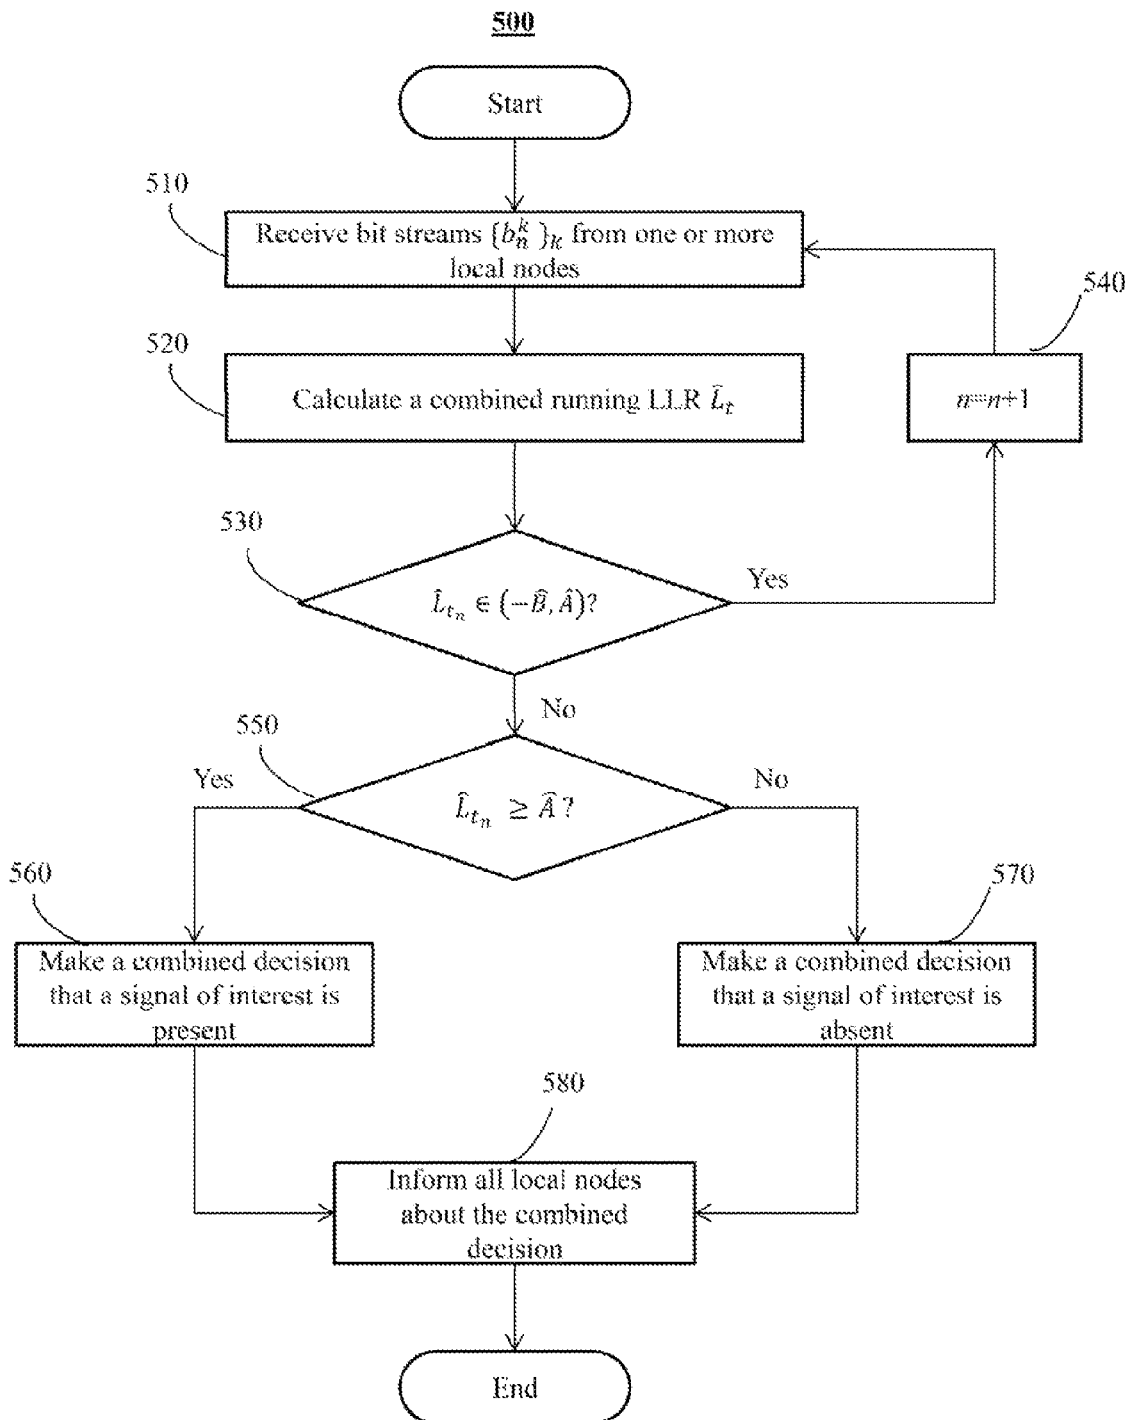 500
Start
510
Receive bit streams {b_n^k}_k from one or more
local nodes
540
520
Calculate a combined running LLR L̂_t
n=n+1
530
L̂_{t_n} ∈ (−B̂, Â)?
Yes
No
550
Yes
L̂_{t_n} ≥ Â ?
No
560
570
Make a combined decision
that a signal of interest is
present
Make a combined decision
that a signal of interest is
absent
580
Inform all local nodes
about the combined
decision
End